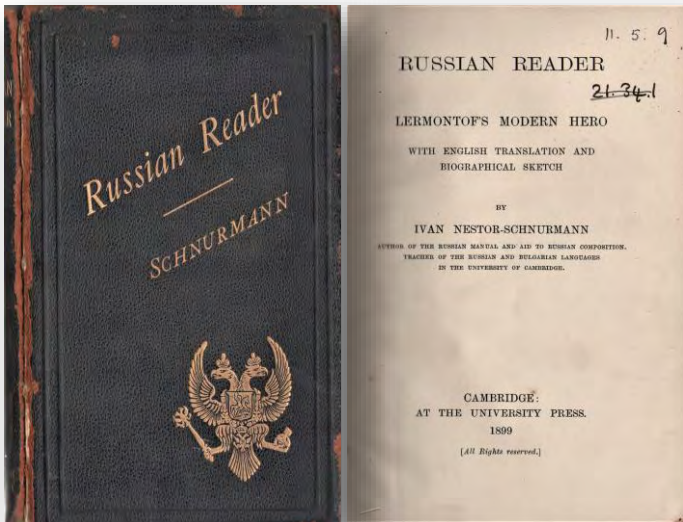 N
R
Russian Reader
SCHNURMANN
11. 5. 9
RUSSIAN READER
21.34.1
LERMONTOF'S MODERN HERO
WITH ENGLISH TRANSLATION AND
BIOGRAPHICAL SKETCH
BY
IVAN NESTOR-SCHNURMANN
AUTHOR OF THE RUSSIAN MANUAL AND AID TO RUSSIAN COMPOSITION,
TEACHER OF THE RUSSIAN AND BULGARIAN LANGUAGES
IN THE UNIVERSITY OF CAMBRIDGE.
CAMBRIDGE:
AT THE UNIVERSITY PRESS.
1899
[All Rights reserved.]